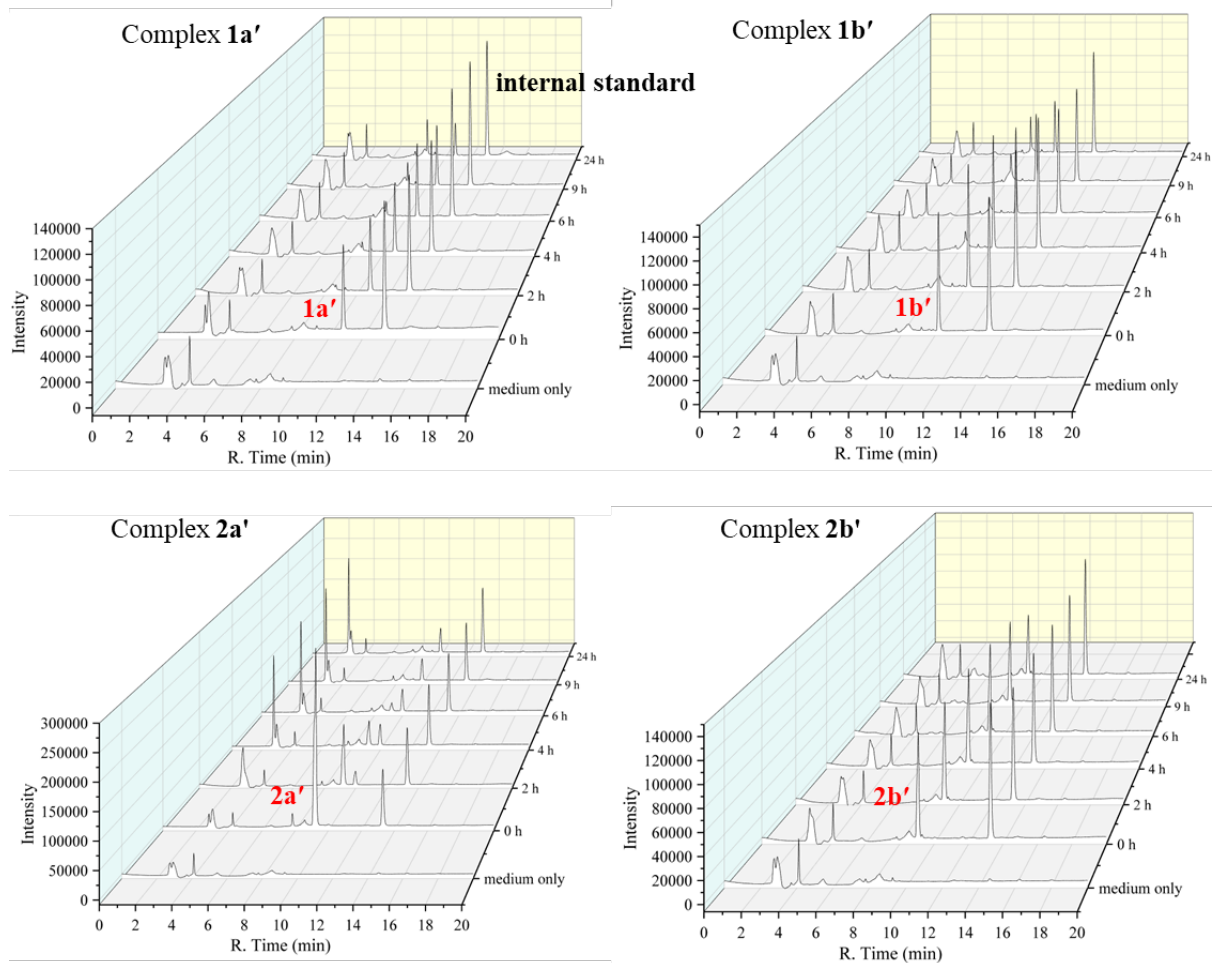 Complex 1a′
internal standard
24 h
9 h
6 h
4 h
2 h
0 h
medium only
1a′
140000
120000
100000
80000
60000
40000
20000
0
Intensity
0 2 4 6 8 10 12 14 16 18 20
R. Time (min)
Complex 1b′
24 h
9 h
6 h
4 h
2 h
0 h
medium only
1b′
140000
120000
100000
80000
60000
40000
20000
0
Intensity
0 2 4 6 8 10 12 14 16 18 20
R. Time (min)
Complex 2a'
24 h
9 h
6 h
4 h
2 h
0 h
medium only
2a′
300000
250000
200000
150000
100000
50000
0
Intensity
0 2 4 6 8 10 12 14 16 18 20
R. Time (min)
Complex 2b'
24 h
9 h
6 h
4 h
2 h
0 h
medium only
2b′
140000
120000
100000
80000
60000
40000
20000
0
Intensity
0 2 4 6 8 10 12 14 16 18 20
R. Time (min)